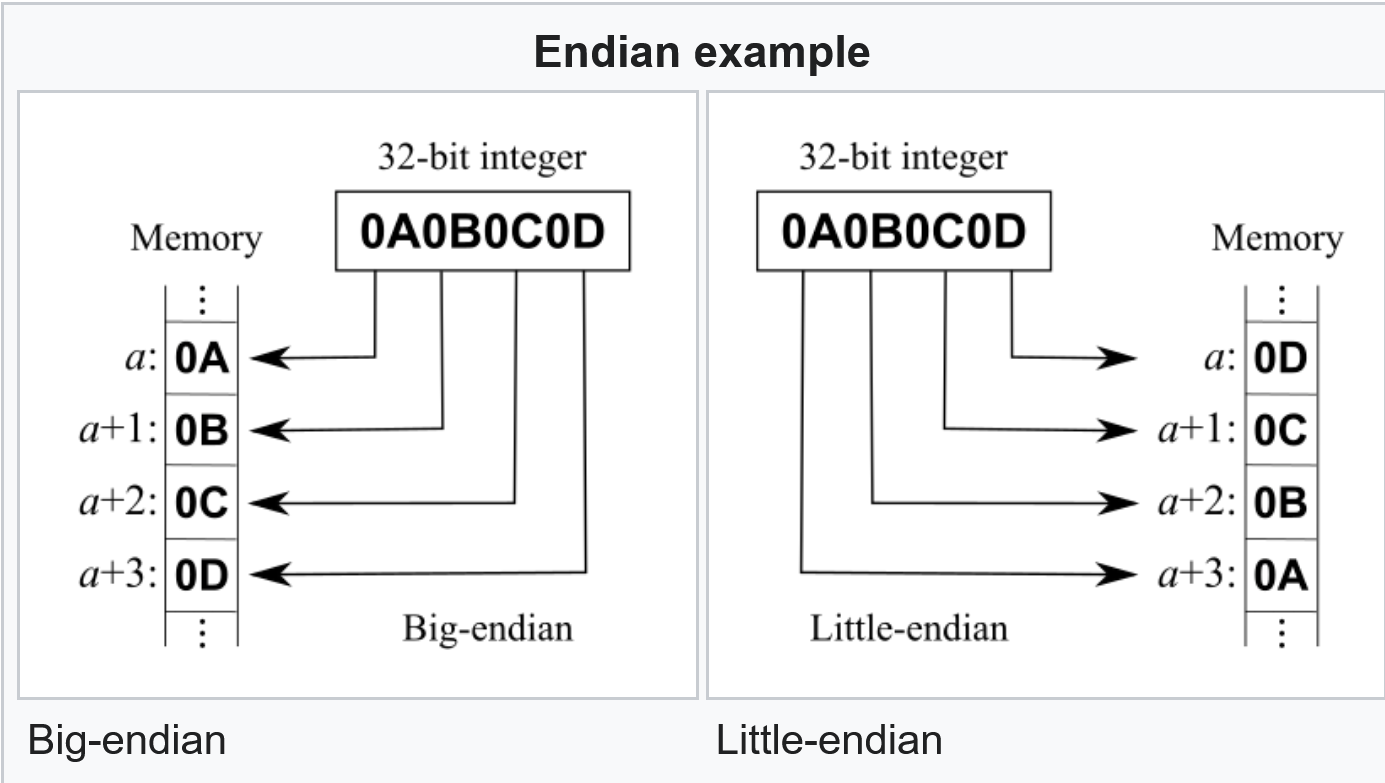 Endian example
32-bit integer
0A0B0C0D
Memory
⋮
a: 0A
a+1: 0B
a+2: 0C
a+3: 0D
⋮
Big-endian
Big-endian
32-bit integer
0A0B0C0D
Memory
⋮
a: 0D
a+1: 0C
a+2: 0B
a+3: 0A
⋮
Little-endian
Little-endian